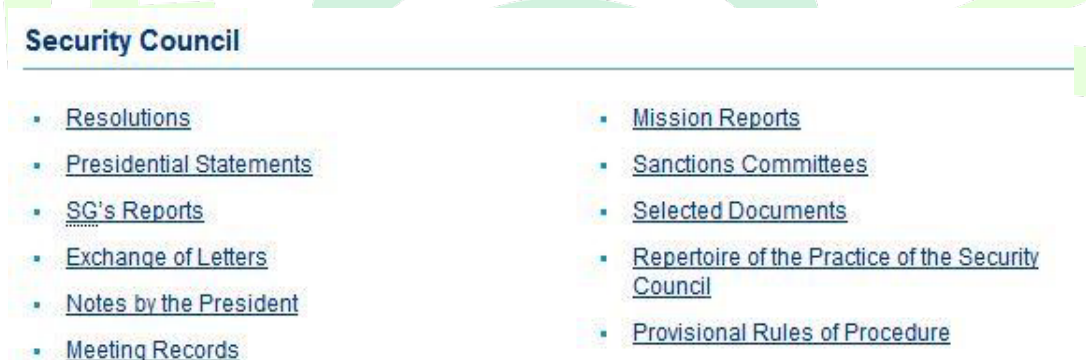 Security Council
Resolutions
Presidential Statements
SG's Reports
Exchange of Letters
Notes by the President
Meeting Records
Mission Reports
Sanctions Committees
Selected Documents
Repertoire of the Practice of the Security
Council
Provisional Rules of Procedure